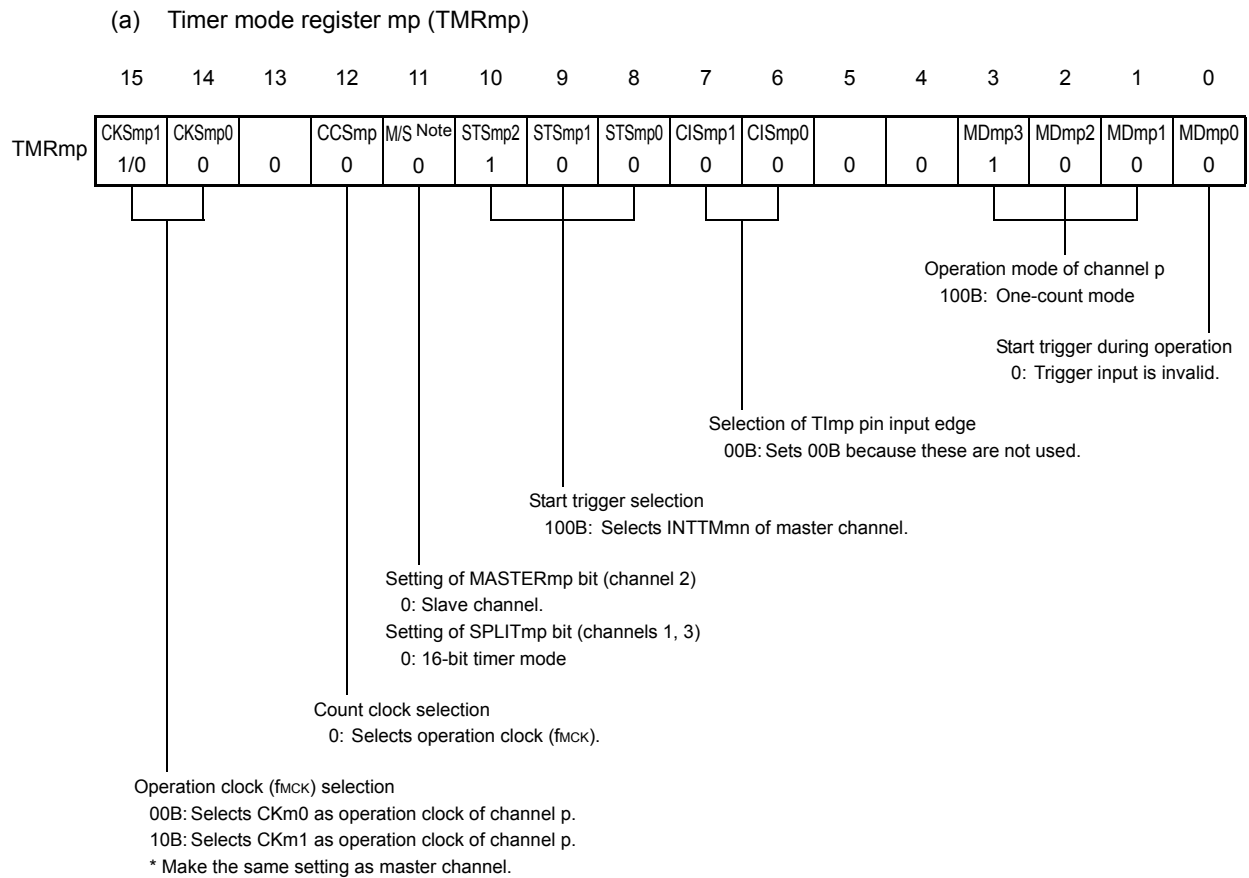 (a) Timer mode register mp (TMRmp)
15 14 13 12 11 10 9 8 7 6 5 4 3 2 1 0
TMRmp CKSmp1 CKSmp0 CCSmp M/S Note STSmp2 STSmp1 STSmp0 CISmp1 CISmp0 MDmp3 MDmp2 MDmp1 MDmp0
1/0 0 0 0 0 1 0 0 0 0 0 0 1 0 0 0
Operation mode of channel p
100B: One-count mode
Start trigger during operation
0: Trigger input is invalid.
Selection of TImp pin input edge
00B: Sets 00B because these are not used.
Start trigger selection
100B: Selects INTTMmn of master channel.
Setting of MASTERmp bit (channel 2)
0: Slave channel.
Setting of SPLITmp bit (channels 1, 3)
0: 16-bit timer mode
Count clock selection
0: Selects operation clock (fMCK).
Operation clock (fMCK) selection
00B: Selects CKm0 as operation clock of channel p.
10B: Selects CKm1 as operation clock of channel p.
* Make the same setting as master channel.